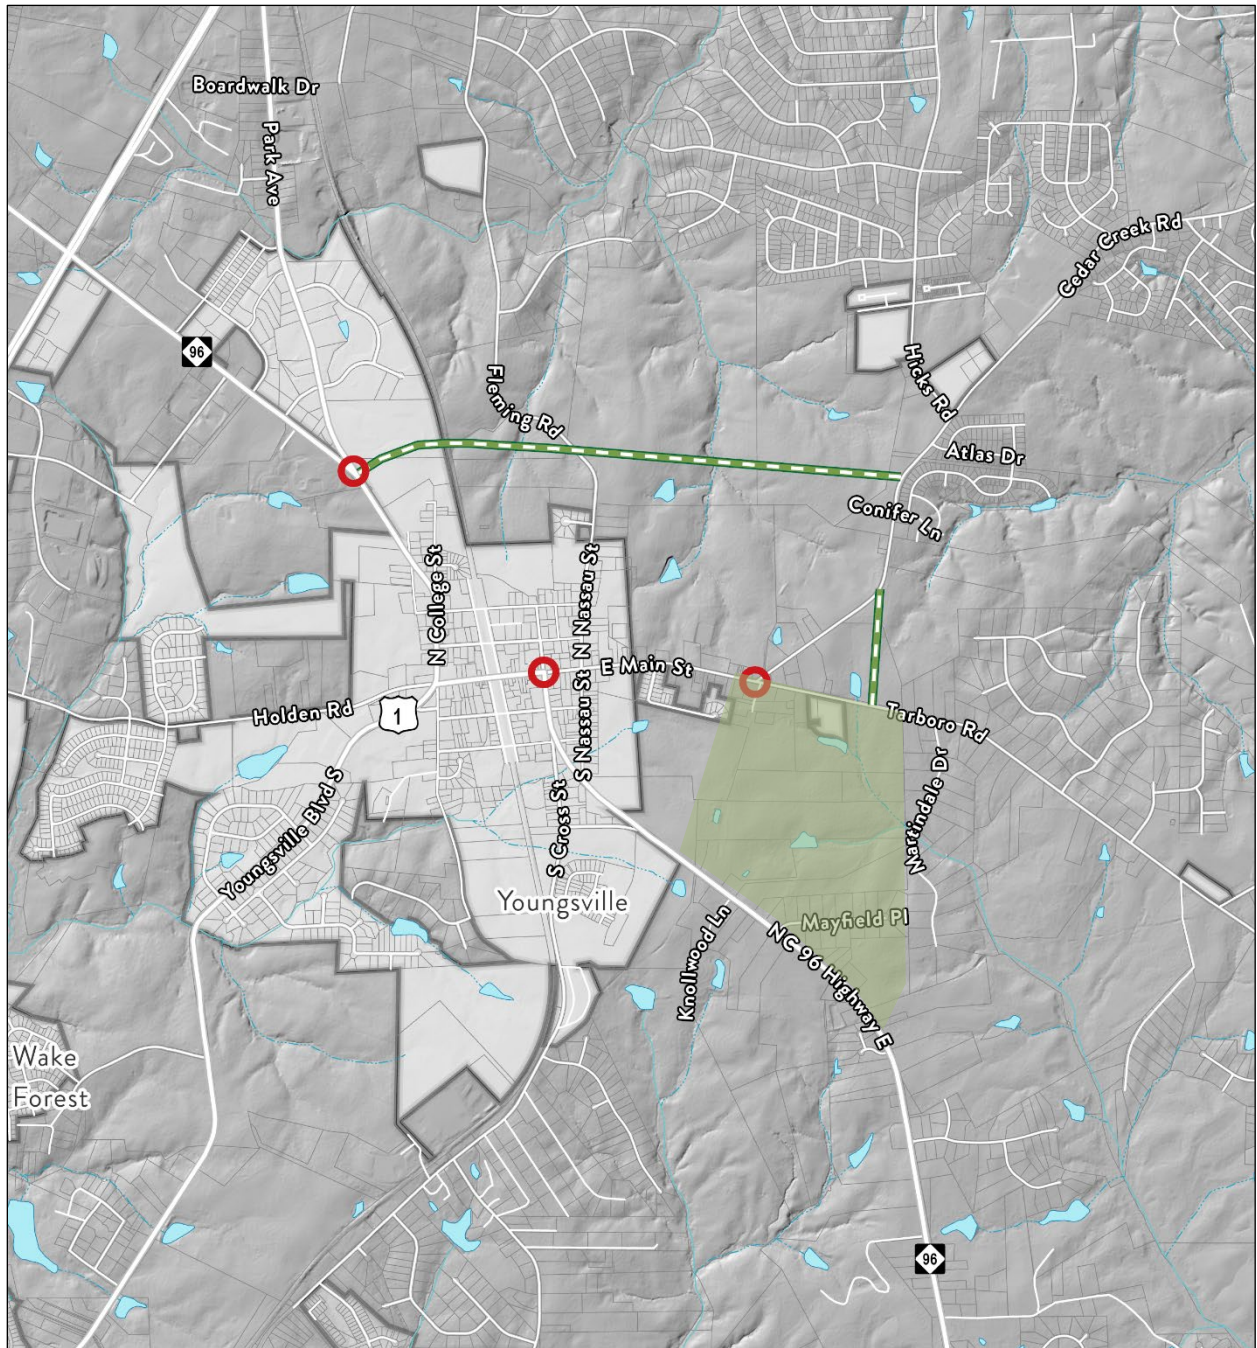 Boardwalk Dr
Park Ave
Cedar Creek Rd
96
Hicks Rd
Fleming Rd
Atlas Dr
Conifer Ln
N College St
N Nassau St
E Main St
Holden Rd
1
S Nassau St
Tarboro Rd
Martindale Dr
Youngsville Blvd S
S Cross St
Youngsville
Mayfield Pl
Knollwood Ln
NC 96 Highway E
Wake
Forest
96